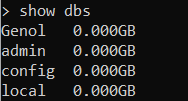 > show dbs
Genol   0.000GB
admin   0.000GB
config  0.000GB
local   0.000GB